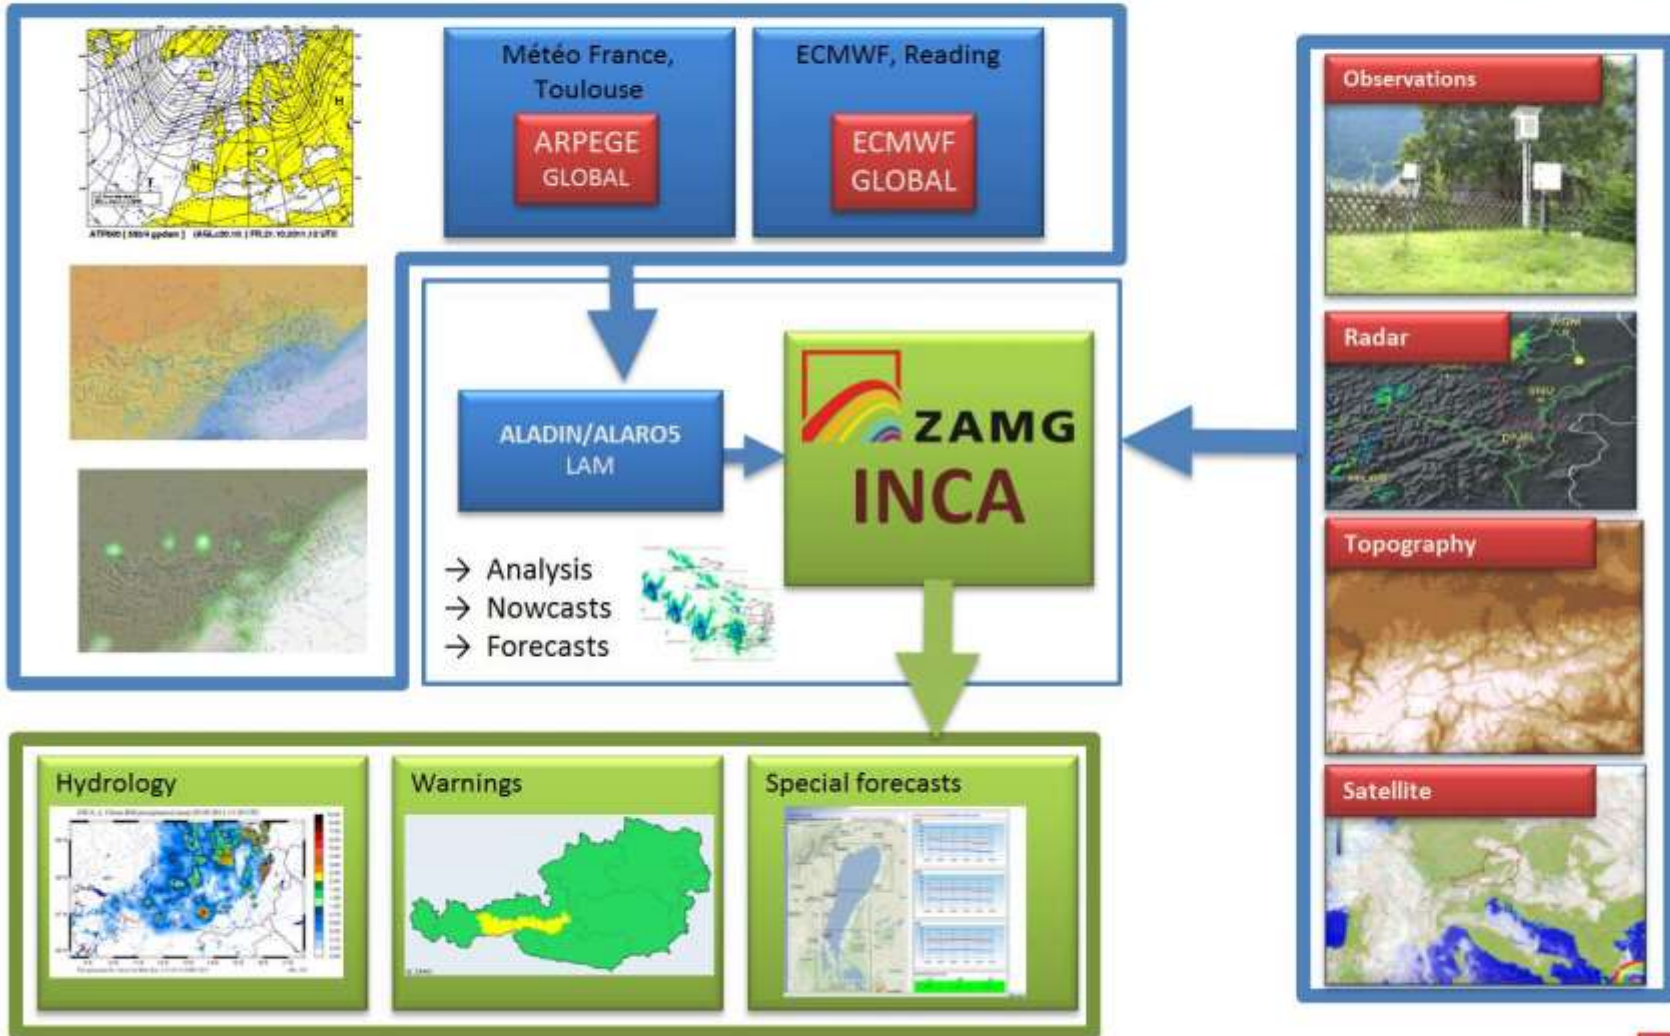 Météo France,
Toulouse
ARPEGE
GLOBAL
ECMWF, Reading
ECMWF
GLOBAL
Observations
Radar
Topography
Satellite
ALADIN/ALARO5
LAM
ZAMG
INCA
→ Analysis
→ Nowcasts
→ Forecasts
Hydrology
Warnings
Special forecasts